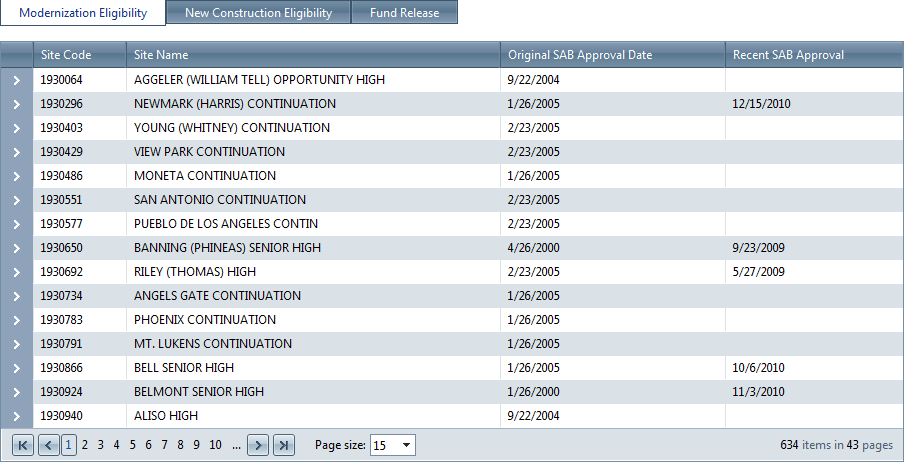 Modernization Eligibility New Construction Eligibility Fund Release
Site Code Site Name Original SAB Approval Date Recent SAB Approval
1930064 AGGELER (WILLIAM TELL) OPPORTUNITY HIGH 9/22/2004
1930296 NEWMARK (HARRIS) CONTINUATION 1/26/2005 12/15/2010
1930403 YOUNG (WHITNEY) CONTINUATION 2/23/2005
1930429 VIEW PARK CONTINUATION 2/23/2005
1930486 MONETA CONTINUATION 1/26/2005
1930551 SAN ANTONIO CONTINUATION 2/23/2005
1930577 PUEBLO DE LOS ANGELES CONTIN 2/23/2005
1930650 BANNING (PHINEAS) SENIOR HIGH 4/26/2000 9/23/2009
1930692 RILEY (THOMAS) HIGH 2/23/2005 5/27/2009
1930734 ANGELS GATE CONTINUATION 1/26/2005
1930783 PHOENIX CONTINUATION 1/26/2005
1930791 MT. LUKENS CONTINUATION 1/26/2005
1930866 BELL SENIOR HIGH 1/26/2005 10/6/2010
1930924 BELMONT SENIOR HIGH 1/26/2000 11/3/2010
1930940 ALISO HIGH 9/22/2004
1 2 3 4 5 6 7 8 9 10 ... Page size: 15 634 items in 43 pages